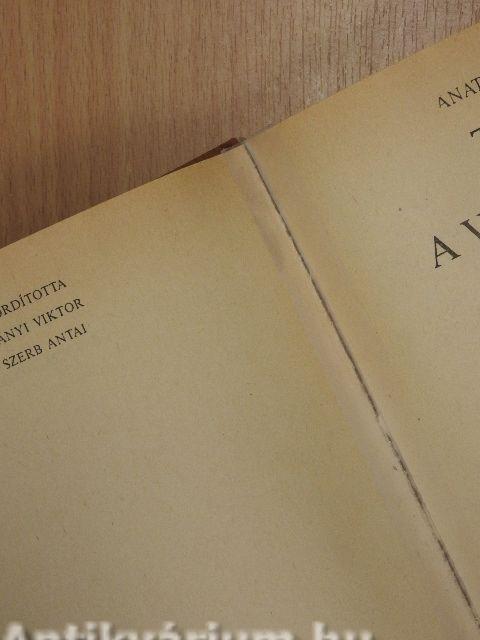 ORDÍTOTTA
ANYI VIKTOR
SZERB ANTAL
ANAT
A
Antikvárium.hu